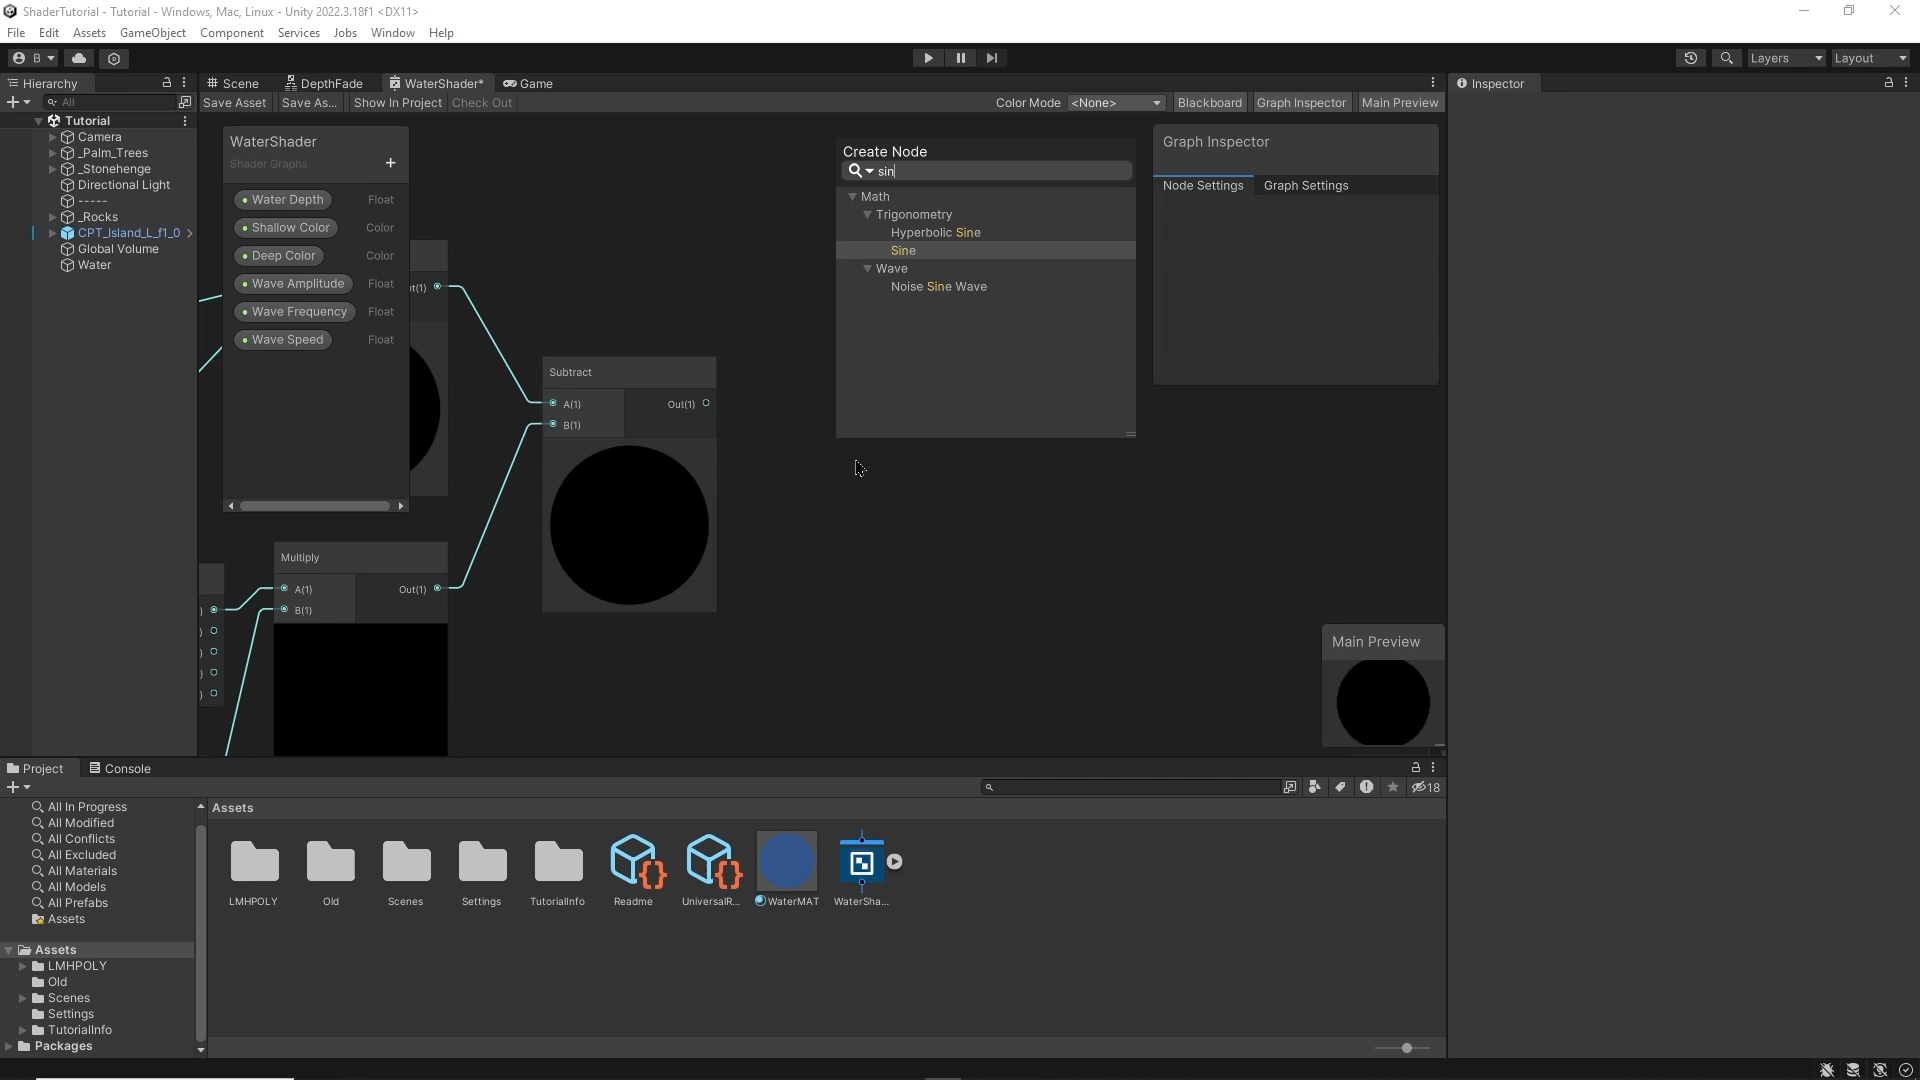 ShaderTutorial - Tutorial - Windows, Mac, Linux - Unity 2022.3.18f1 <DX11>
File Edit Assets GameObject Component Services Jobs Window Help
B Layers Layout
Hierarchy
All
Tutorial
Camera
_Palm_Trees
_Stonehenge
Directional Light
-----
_Rocks
CPT_Island_L_f1_0
Global Volume
Water
Scene DepthFade WaterShader* Game
Save Asset Save As... Show In Project Check Out Color Mode <None> Blackboard Graph Inspector Main Preview
WaterShader
Shader Graphs
Water Depth Float
Shallow Color Color
Deep Color Color
Wave Amplitude Float
Wave Frequency Float
Wave Speed Float
Subtract
A(1) Out(1)
B(1)
Multiply
A(1) Out(1)
B(1)
Create Node
sin
Math
Trigonometry
Hyperbolic Sine
Sine
Wave
Noise Sine Wave
Graph Inspector
Node Settings Graph Settings
Main Preview
Inspector
Project Console
18
All In Progress
All Modified
All Conflicts
All Excluded
All Materials
All Models
All Prefabs
Assets
Assets
LMHPOLY
Old
Scenes
Settings
TutorialInfo
Packages
Assets
LMHPOLY Old Scenes Settings TutorialInfo Readme UniversalR... WaterMAT WaterSha...